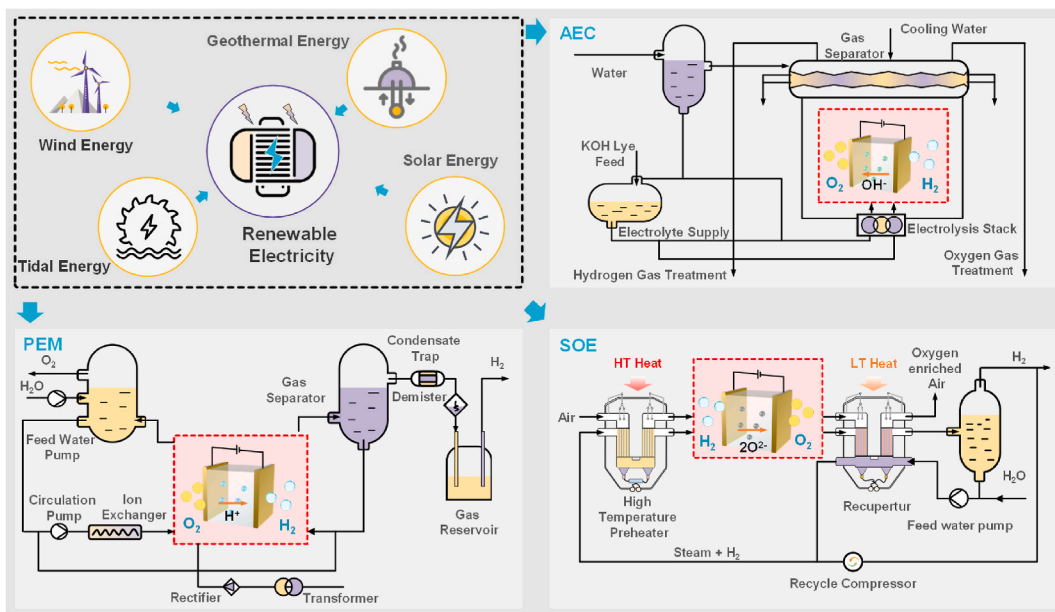 Geothermal Energy
Wind Energy
Solar Energy
Tidal Energy
Renewable
Electricity
AEC
Water
Gas
Separator
Cooling Water
KOH Lye
Feed
O₂
OH⁻
H₂
Electrolyte Supply
Electrolysis Stack
Hydrogen Gas Treatment
Oxygen Gas
Treatment
PEM
O₂
H₂O
Feed Water
Pump
Gas
Separator
Condensate
Trap
Demister
H₂
Circulation
Pump
Ion
Exchanger
O₂
H⁺
H₂
Gas
Reservoir
Rectifier
Transformer
SOE
HT Heat
LT Heat
Oxygen
enriched
Air
H₂
Air
H₂
2O²⁻
O₂
H₂O
High
Temperature
Preheater
Recupertur
Feed water pump
Steam + H₂
Recycle Compressor